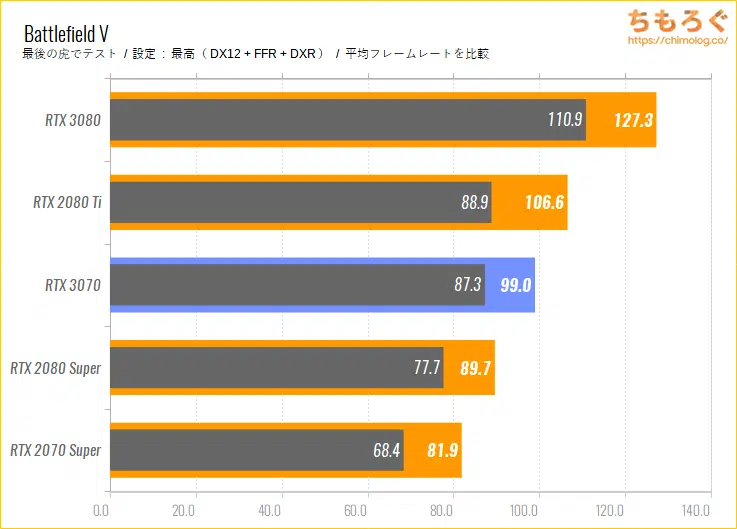 Battlefield V
ちもろぐ
https://chimolog.co/
最後の虎でテスト / 設定 : 最高 ( DX12 + FFR + DXR ) / 平均フレームレートを比較
RTX 3080 110.9 127.3
RTX 2080 Ti 88.9 106.6
RTX 3070 87.3 99.0
RTX 2080 Super 77.7 89.7
RTX 2070 Super 68.4 81.9
0.0 20.0 40.0 60.0 80.0 100.0 120.0 140.0